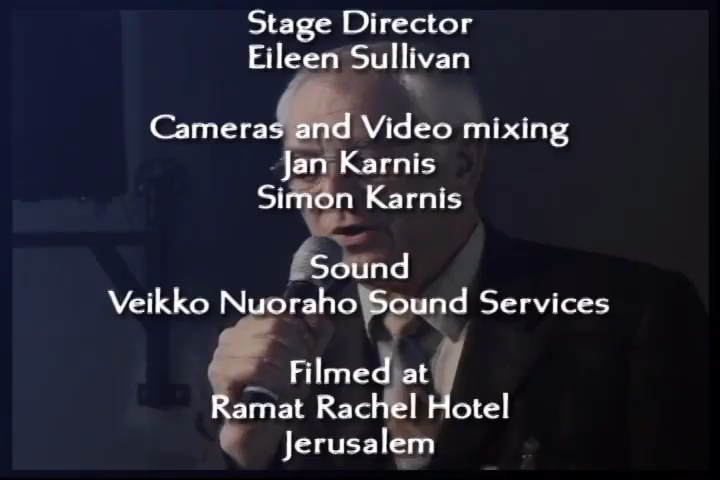 Stage Director
Eileen Sullivan
Cameras and Video mixing
Jan Karnis
Simon Karnis
Sound
Veikko Nuoraho Sound Services
Filmed at
Ramat Rachel Hotel
Jerusalem